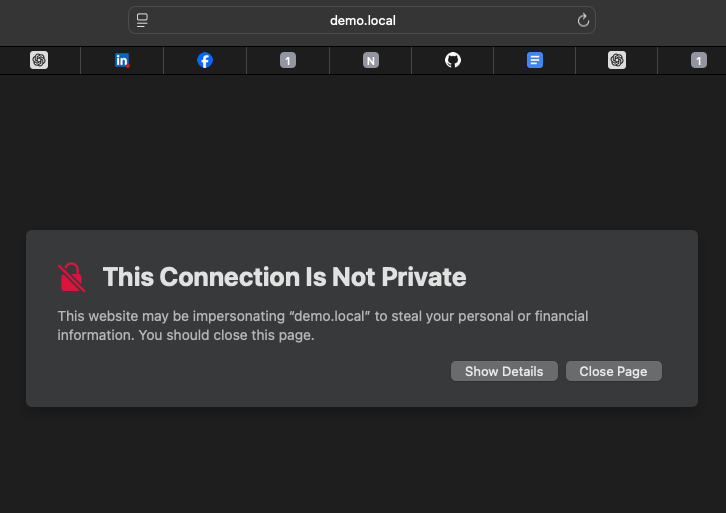 demo.local
in
1
N
1
This Connection Is Not Private
This website may be impersonating “demo.local” to steal your personal or financial
information. You should close this page.
Show Details
Close Page